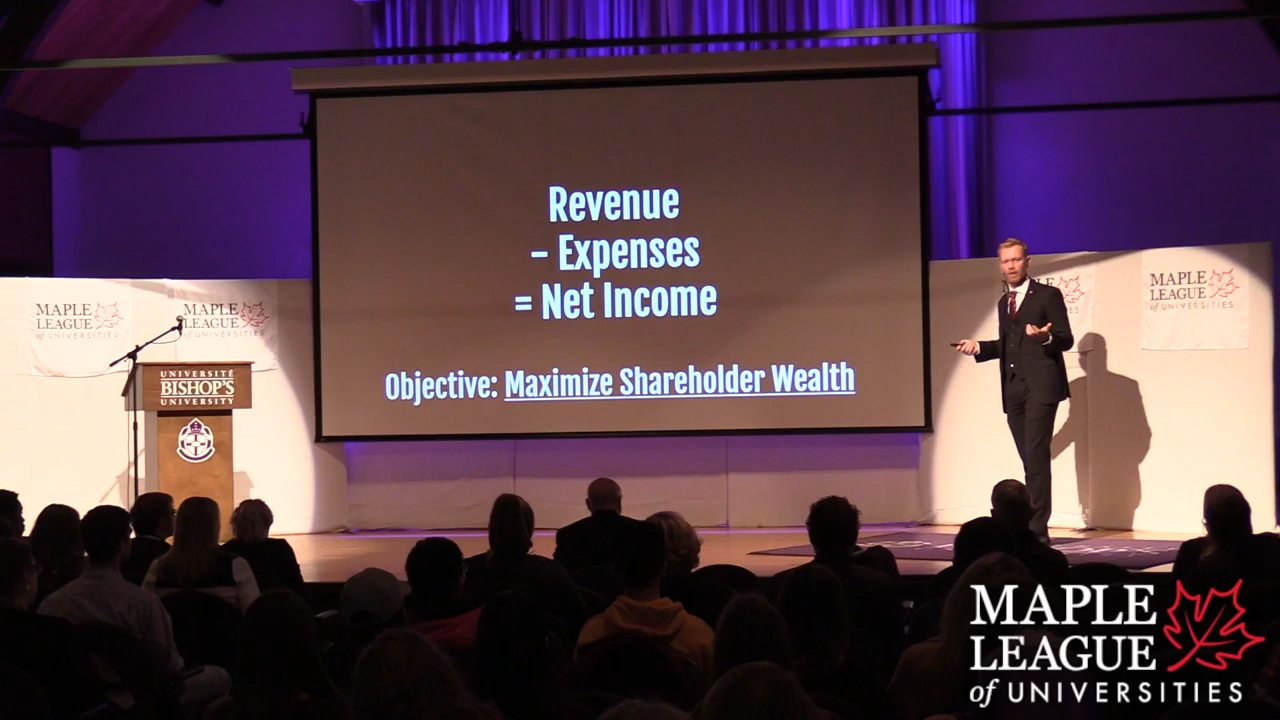 Revenue
– Expenses
= Net Income
Objective: Maximize Shareholder Wealth
MAPLE
LEAGUE
of UNIVERSITIES
MAPLE
LEAGUE
of UNIVERSITIES
UNIVERSITÉ
BISHOP'S
UNIVERSITY
MAPLE
LEAGUE
of UNIVERSITIES
MAPLE
LEAGUE
of UNIVERSITIES